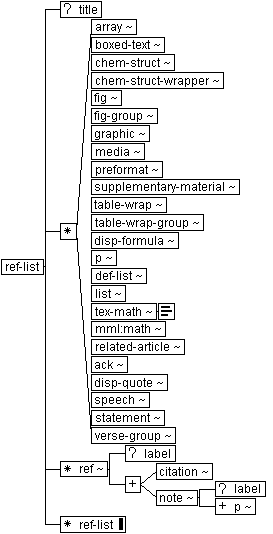 ? title
array ~
boxed-text ~
chem-struct ~
chem-struct-wrapper ~
fig ~
fig-group ~
graphic ~
media ~
preformat ~
supplementary-material ~
table-wrap ~
table-wrap-group ~
disp-formula ~
*
p ~
ref-list
def-list ~
list ~
tex-math ~
mml:math ~
related-article ~
ack ~
disp-quote ~
speech ~
statement ~
verse-group ~
? label
* ref ~
+
citation ~
note ~
? label
+ p ~
* ref-list